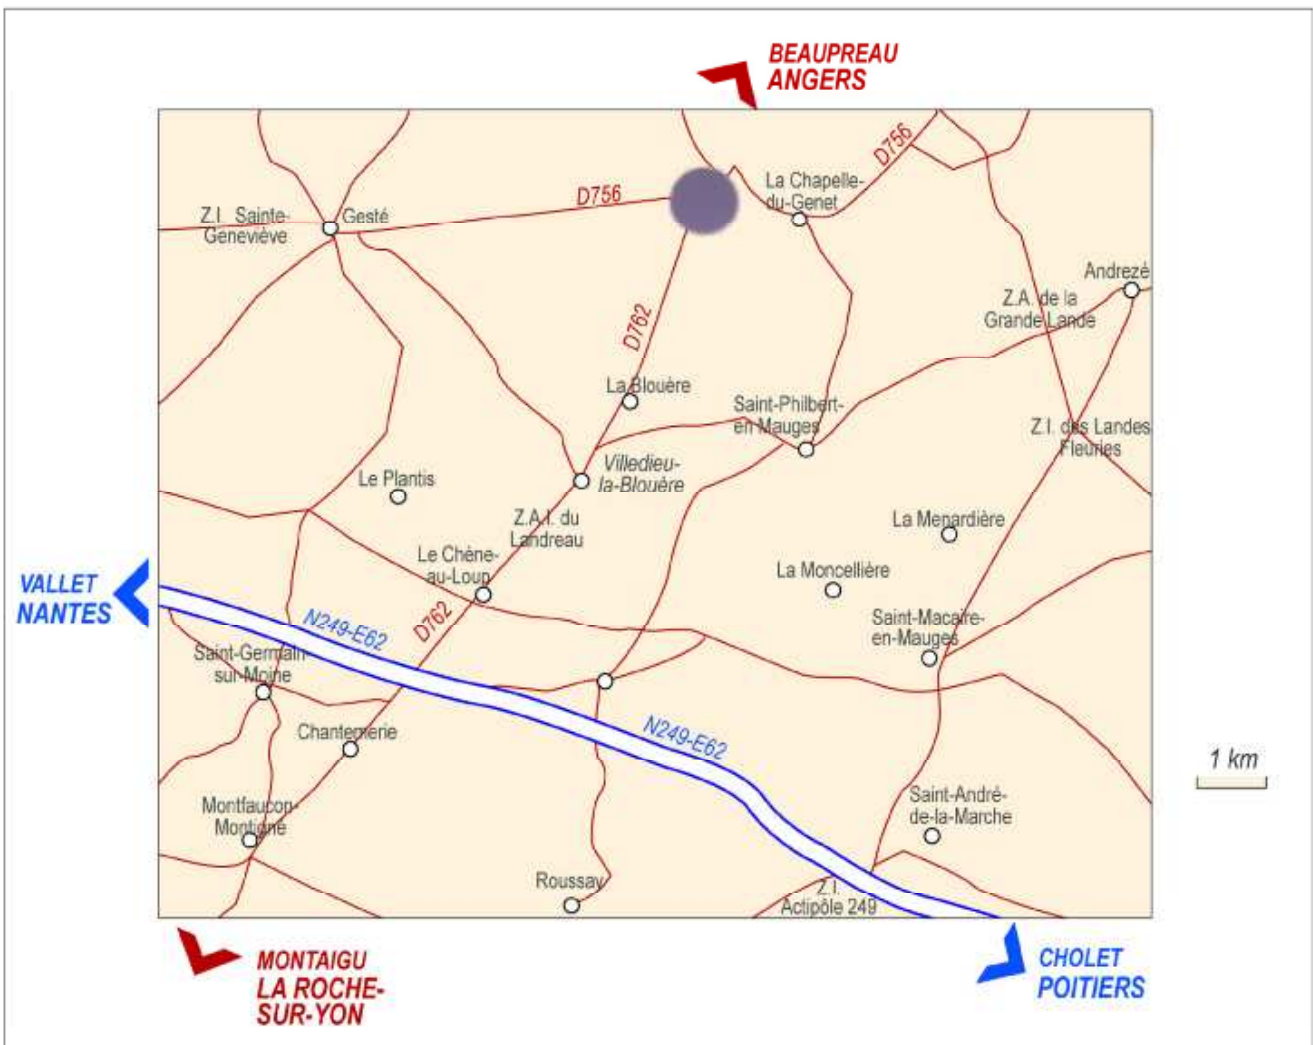 BEAUPREAU
ANGERS
D756
La Chapelle-
du-Genet
D756
Z.I. Sainte-
Geneviève
Gesté
Andrezé
Z.A. de la
Grande Lande
D762
La Blouère
Saint-Philbert-
en Mauges
Z.I. des Landes
Fleuries
Villedieu-
la-Blouère
Le Plantis
Z.A.I. du
Landreau
La Menardière
Le Chêne-
au-Loup
La Moncellière
VALLET
NANTES
N249-E62
D762
Saint-Macaire-
en-Mauges
Saint-Germain-
sur-Moine
Chantemerie
N249-E62
1 km
Montfaucon-
Montigne
Saint-André-
de-la-Marche
Roussay
Z.I.
Actipôle 249
MONTAIGU
LA ROCHE-
SUR-YON
CHOLET
POITIERS